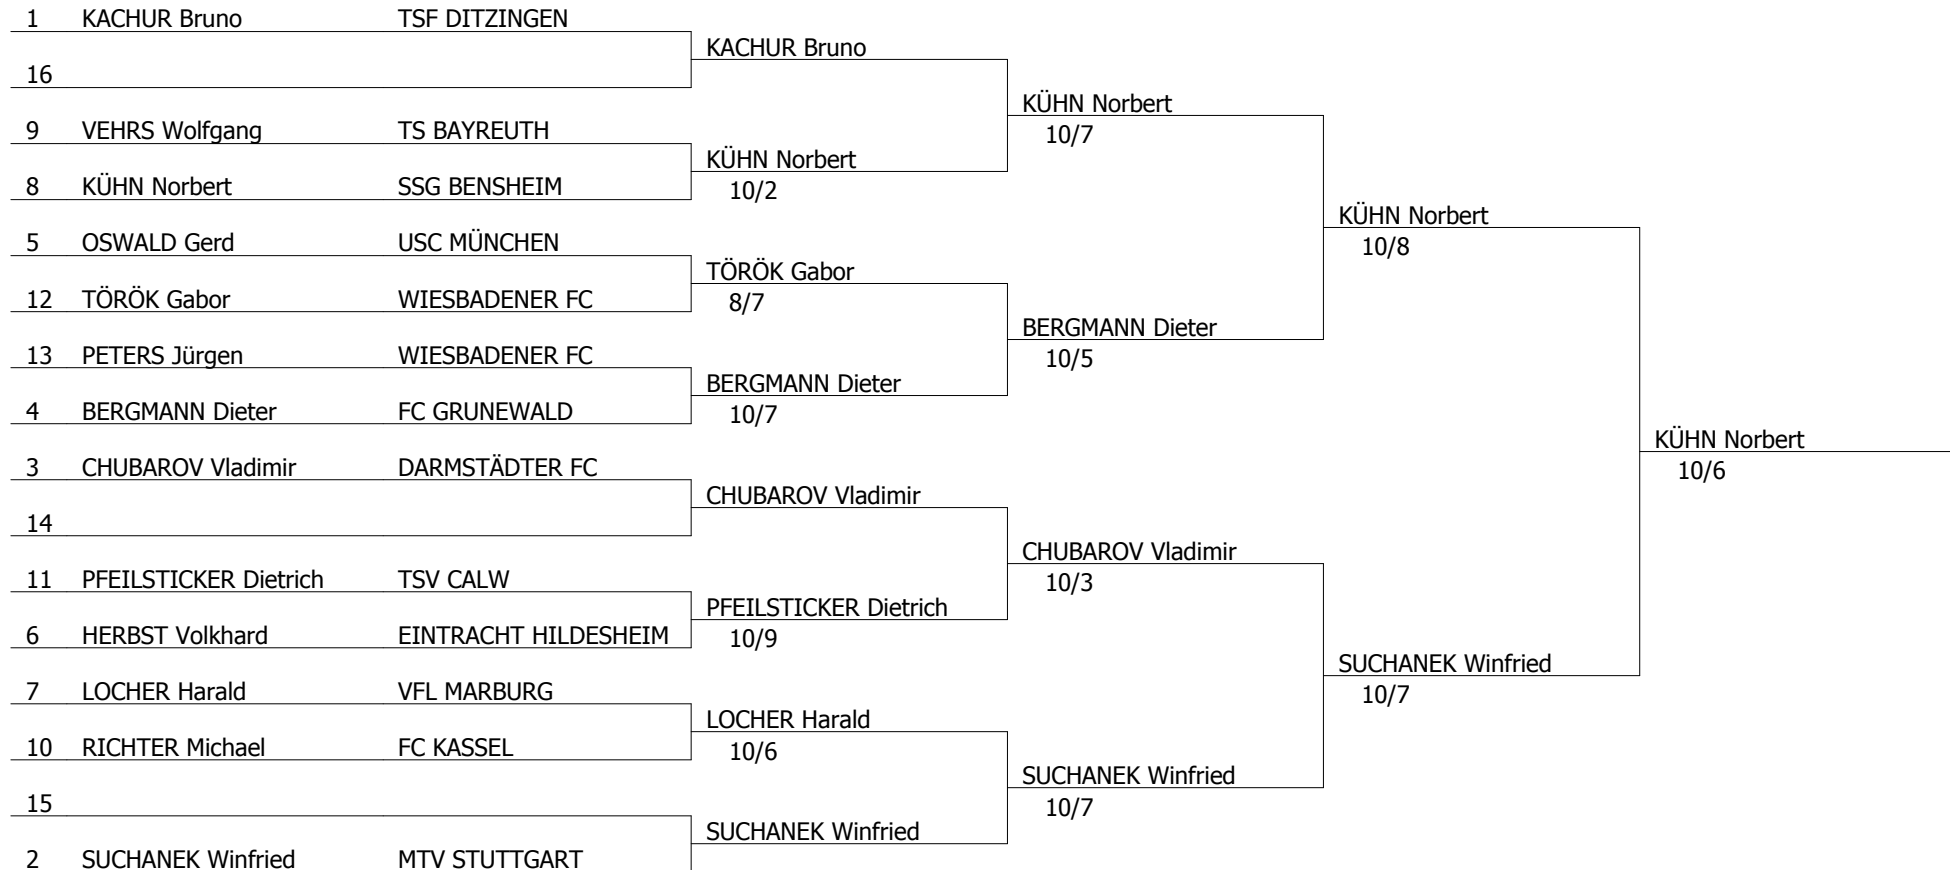 1 KACHUR Bruno TSF DITZINGEN
KACHUR Bruno
16
KÜHN Norbert
10/7
9 VEHRS Wolfgang TS BAYREUTH
KÜHN Norbert
10/2
8 KÜHN Norbert SSG BENSHEIM
KÜHN Norbert
10/8
5 OSWALD Gerd USC MÜNCHEN
TÖRÖK Gabor
8/7
12 TÖRÖK Gabor WIESBADENER FC
BERGMANN Dieter
10/5
13 PETERS Jürgen WIESBADENER FC
BERGMANN Dieter
10/7
4 BERGMANN Dieter FC GRUNEWALD
KÜHN Norbert
10/6
3 CHUBAROV Vladimir DARMSTÄDTER FC
CHUBAROV Vladimir
14
CHUBAROV Vladimir
10/3
11 PFEILSTICKER Dietrich TSV CALW
PFEILSTICKER Dietrich
10/9
6 HERBST Volkhard EINTRACHT HILDESHEIM
SUCHANEK Winfried
10/7
7 LOCHER Harald VFL MARBURG
LOCHER Harald
10/6
10 RICHTER Michael FC KASSEL
SUCHANEK Winfried
10/7
15
SUCHANEK Winfried
2 SUCHANEK Winfried MTV STUTTGART